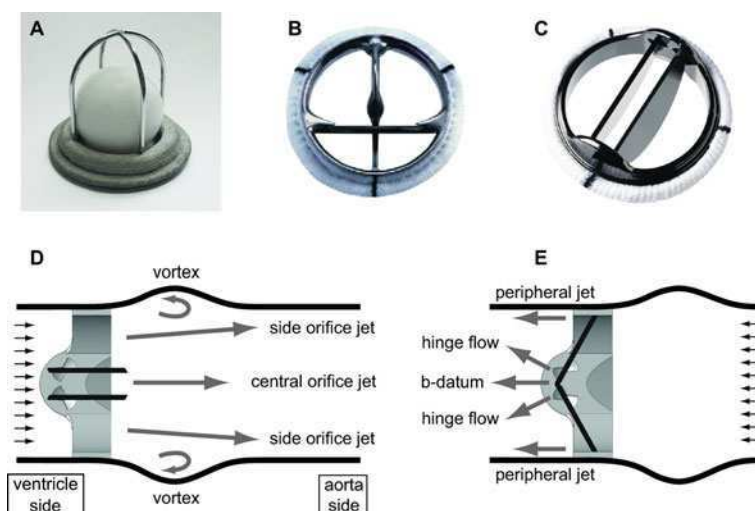 A
B
C
D
vortex
side orifice jet
central orifice jet
side orifice jet
ventricle
side
vortex
aorta
side
E
peripheral jet
hinge flow
b-datum
hinge flow
peripheral jet